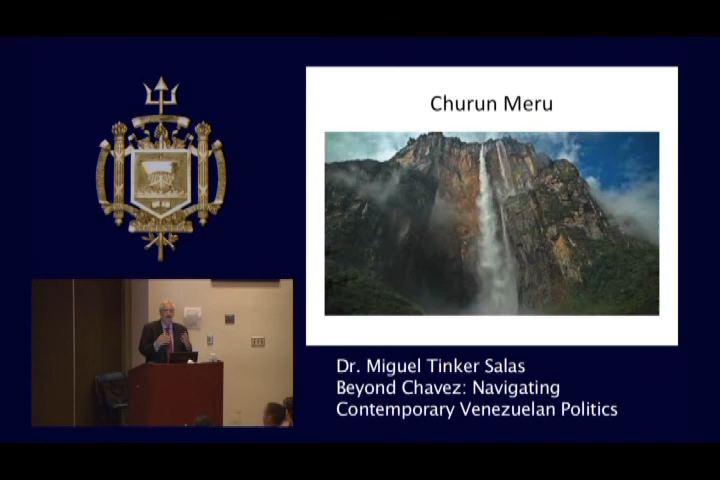 Churun Meru
Dr. Miguel Tinker Salas
Beyond Chavez: Navigating
Contemporary Venezuelan Politics